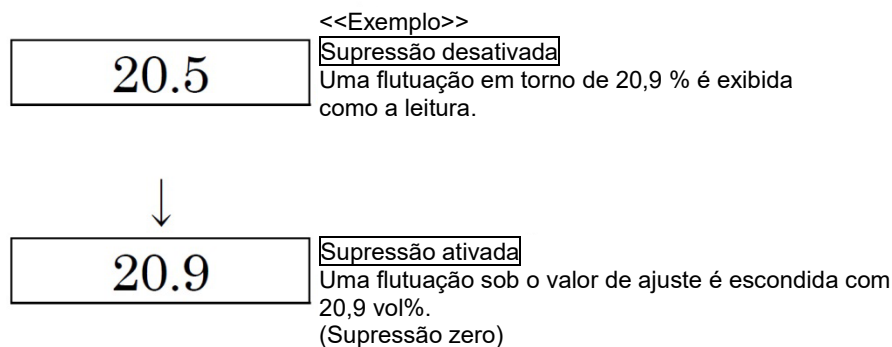 <<Exemplo>>
20.5
Supressão desativada
Uma flutuação em torno de 20,9 % é exibida
como a leitura.
↓
20.9
Supressão ativada
Uma flutuação sob o valor de ajuste é escondida com
20,9 vol%.
(Supressão zero)